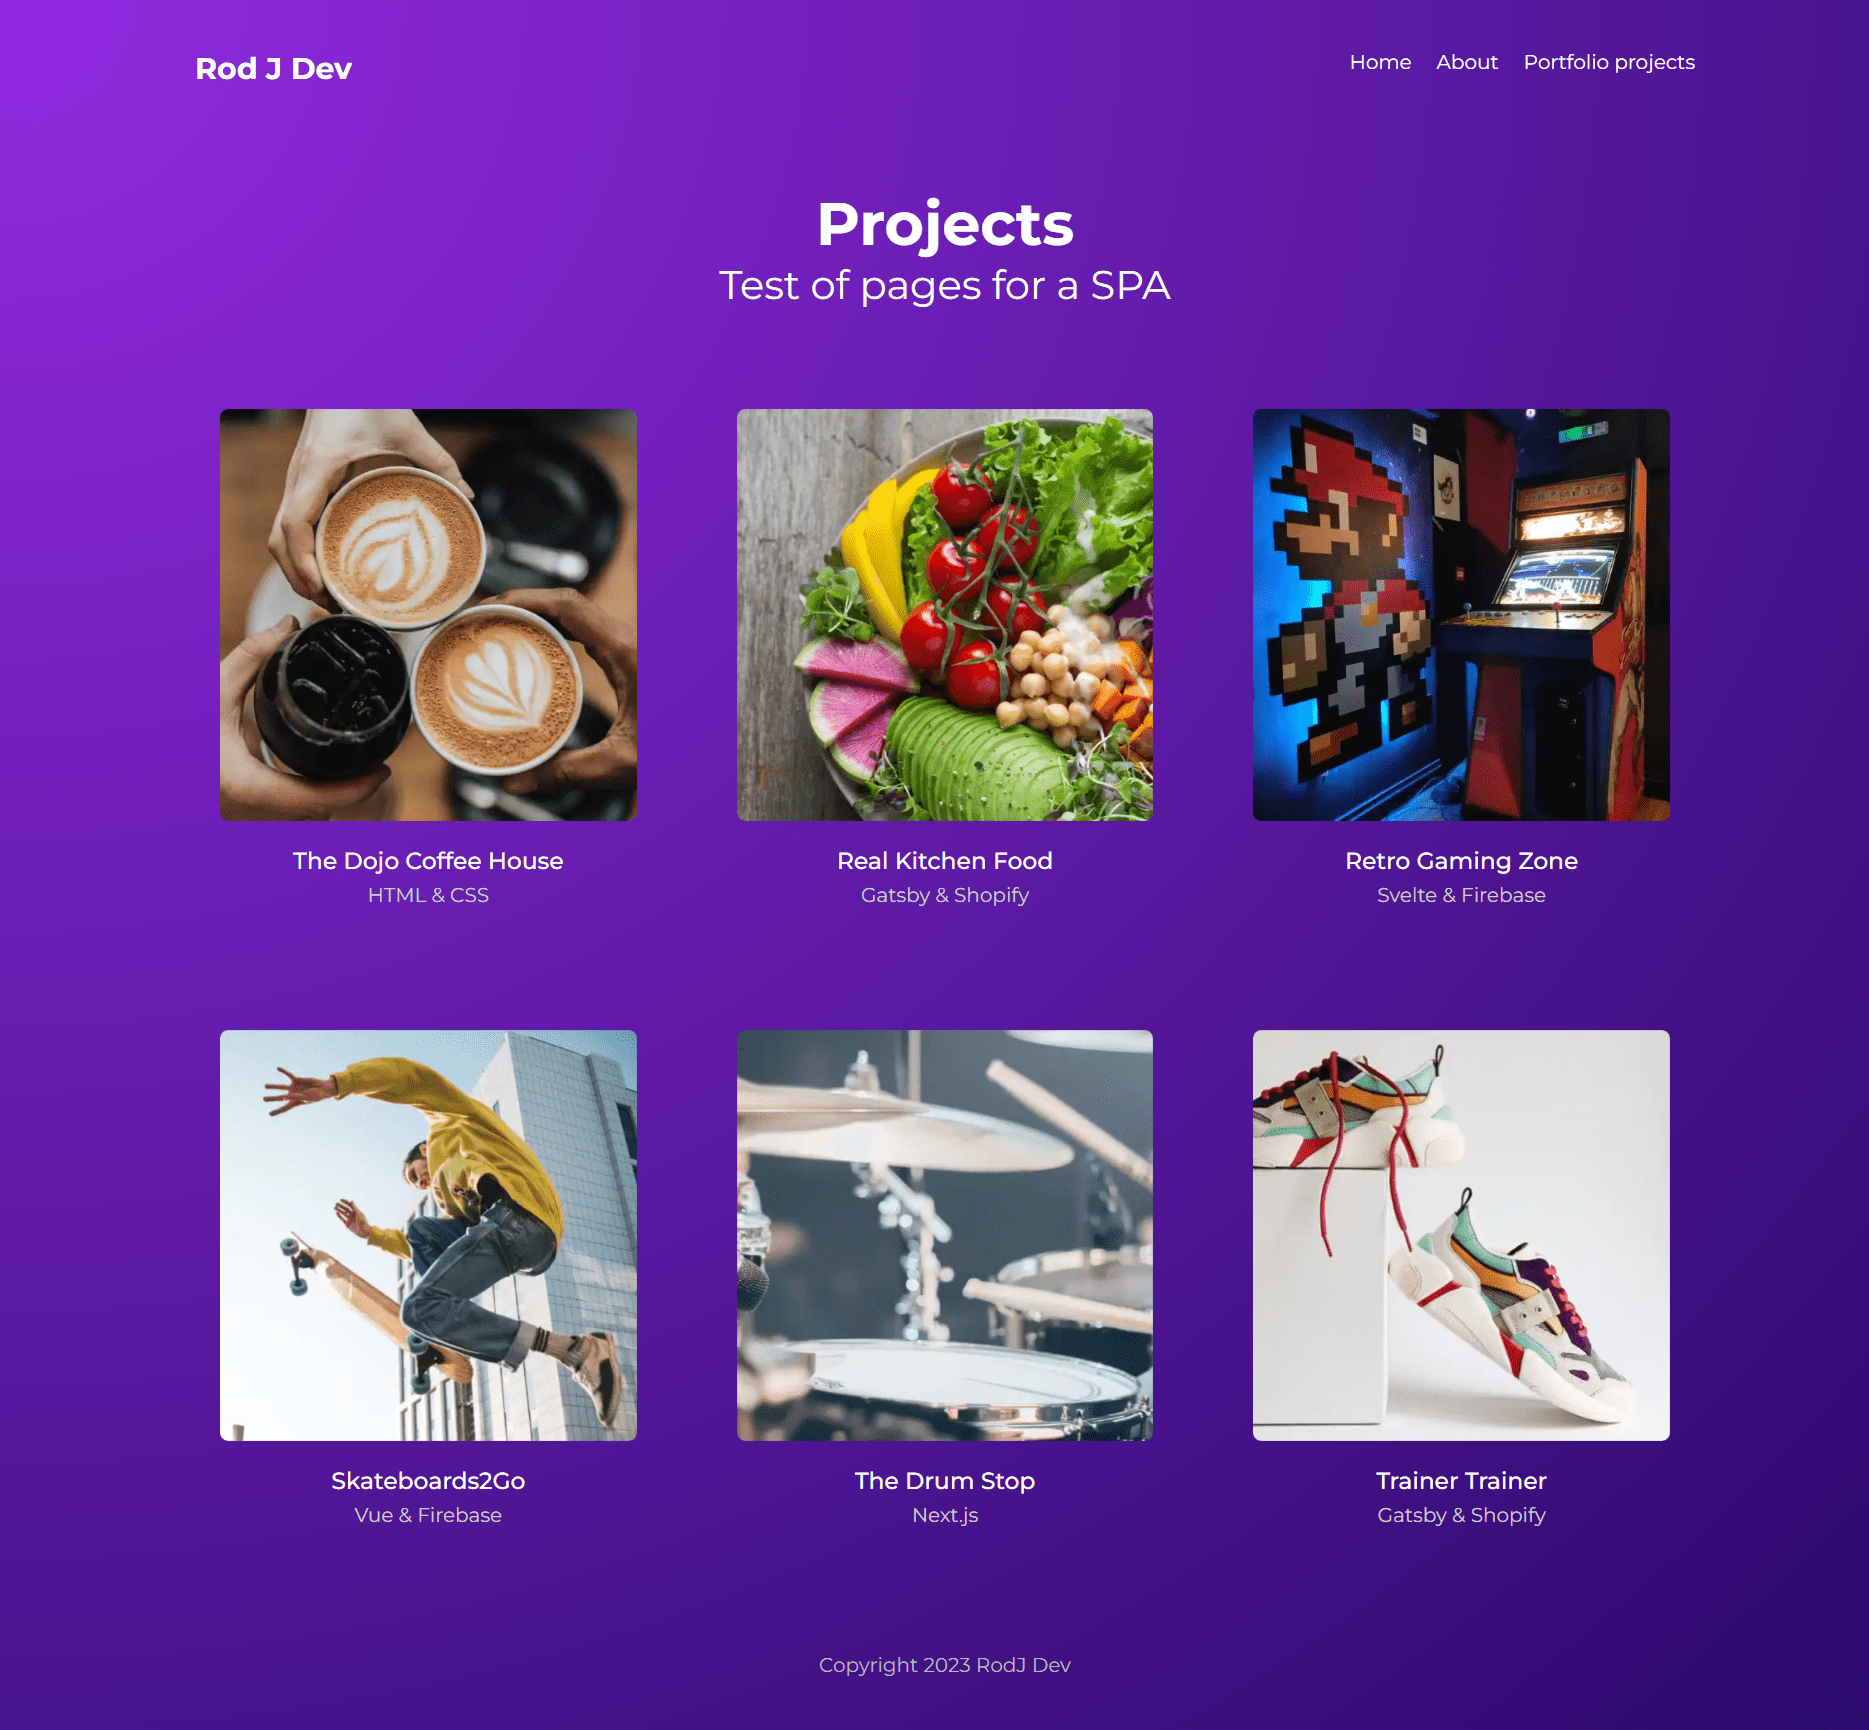 Rod J Dev
Home About Portfolio projects
Projects
Test of pages for a SPA
The Dojo Coffee House
HTML & CSS
Real Kitchen Food
Gatsby & Shopify
Retro Gaming Zone
Svelte & Firebase
Skateboards2Go
Vue & Firebase
The Drum Stop
Next.js
Trainer Trainer
Gatsby & Shopify
Copyright 2023 RodJ Dev